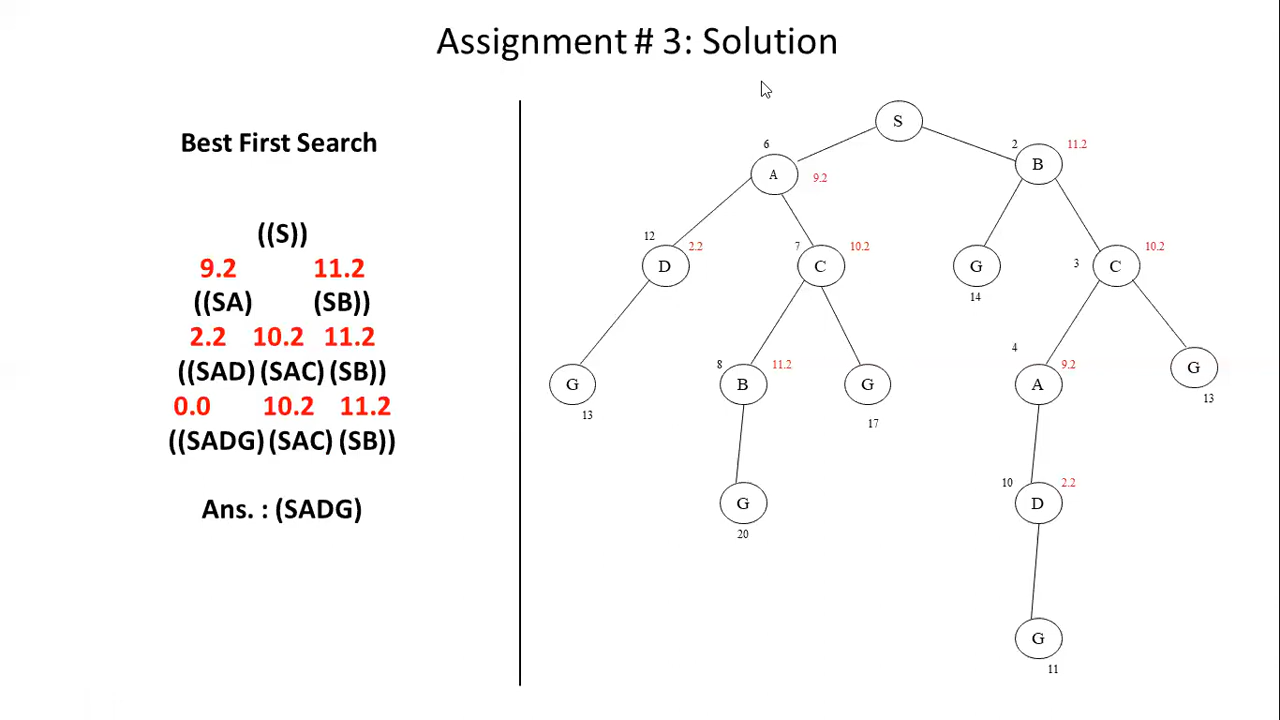 Assignment # 3: Solution
Best First Search
((S))
9.2 11.2
((SA) (SB))
2.2 10.2 11.2
((SAD) (SAC) (SB))
0.0 10.2 11.2
((SADG) (SAC) (SB))
Ans. : (SADG)
S
6 2 11.2
A 9.2 B
12 2.2 7 10.2 3 10.2
D C G C
14
4
8 11.2 9.2
G B G A G
13 17 13
10 2.2
G D
20
G
11